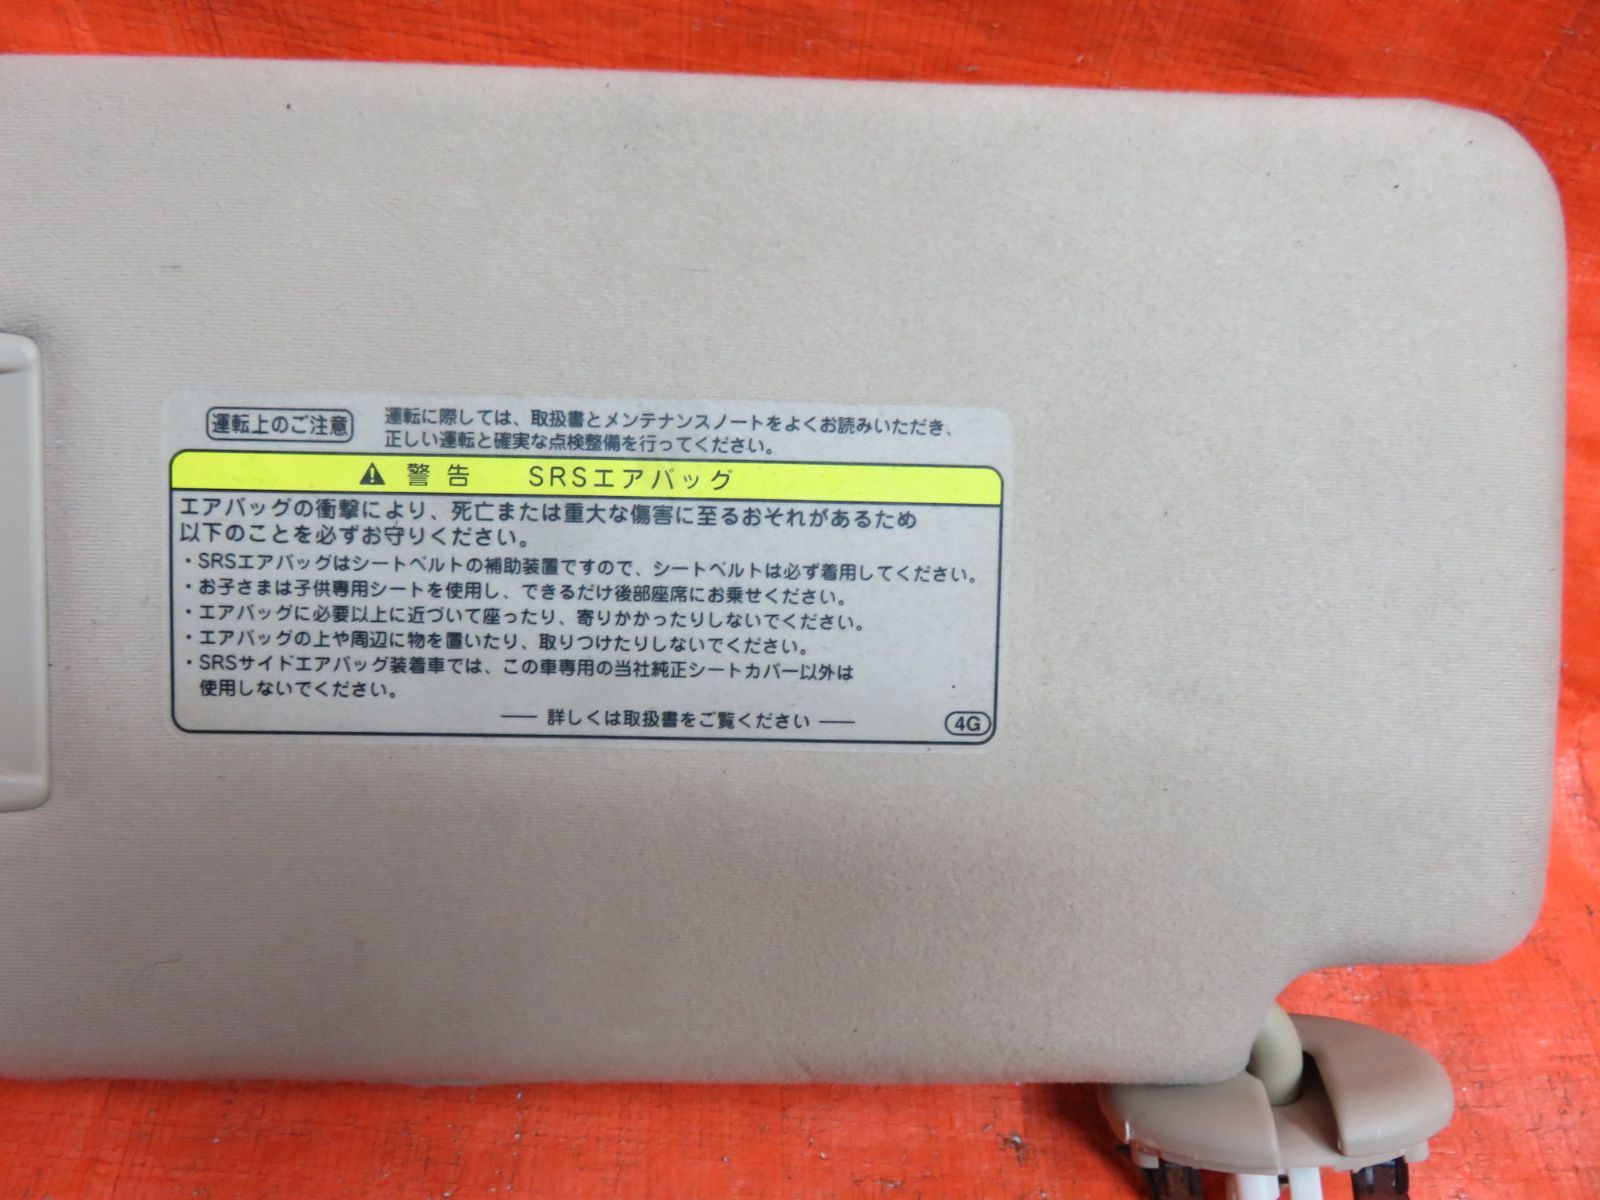 運転上のご注意
運転に際しては、取扱書とメンテナンスノートをよくお読みいただき、
正しい運転と確実な点検整備を行ってください。
警告 SRSエアバッグ
エアバッグの衝撃により、死亡または重大な傷害に至るおそれがあるため
以下のことを必ずお守りください。
・SRSエアバッグはシートベルトの補助装置ですので、シートベルトは必ず着用してください。
・お子さまは子供専用シートを使用し、できるだけ後部座席にお乗せください。
・エアバッグに必要以上に近づいて座ったり、寄りかかったりしないでください。
・エアバッグの上や周辺に物を置いたり、取りつけたりしないでください。
・SRSサイドエアバッグ装着車では、この車専用の当社純正シートカバー以外は
使用しないでください。
── 詳しくは取扱書をご覧ください ──
4G